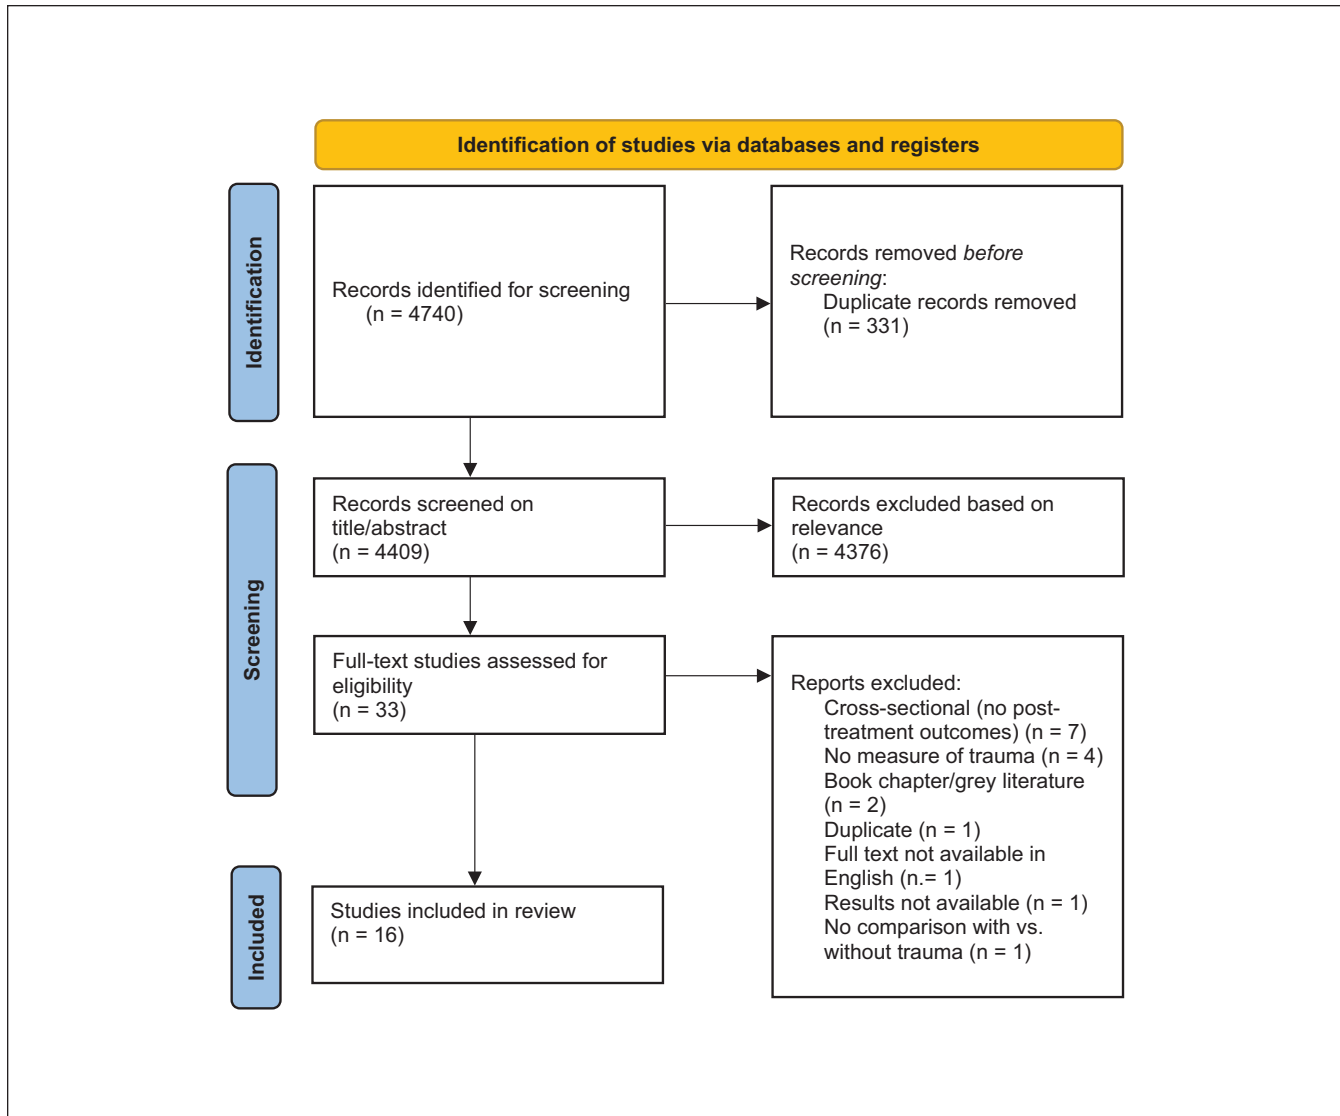 Identification of studies via databases and registers
Identification
Records identified for screening
(n = 4740)
Records removed before
screening:
Duplicate records removed
(n = 331)
Screening
Records screened on
title/abstract
(n = 4409)
Records excluded based on
relevance
(n = 4376)
Full-text studies assessed for
eligibility
(n = 33)
Reports excluded:
Cross-sectional (no post-
treatment outcomes) (n = 7)
No measure of trauma (n = 4)
Book chapter/grey literature
(n = 2)
Duplicate (n = 1)
Full text not available in
English (n.= 1)
Results not available (n = 1)
No comparison with vs.
without trauma (n = 1)
Included
Studies included in review
(n = 16)